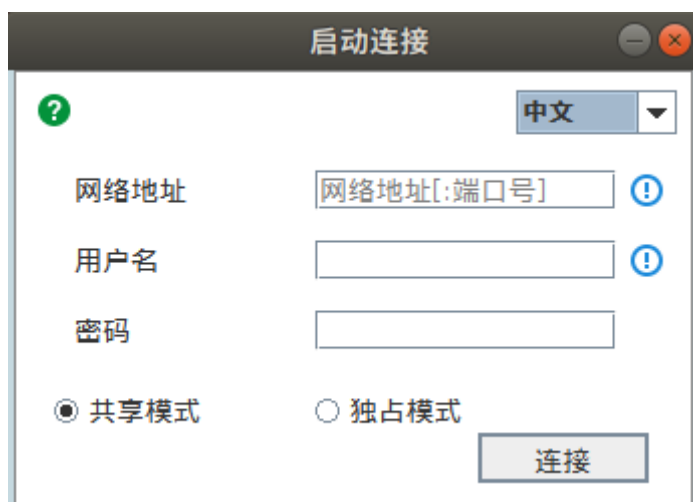 启动连接
中文
网络地址 网络地址[:端口号]
用户名
密码
共享模式 独占模式
连接